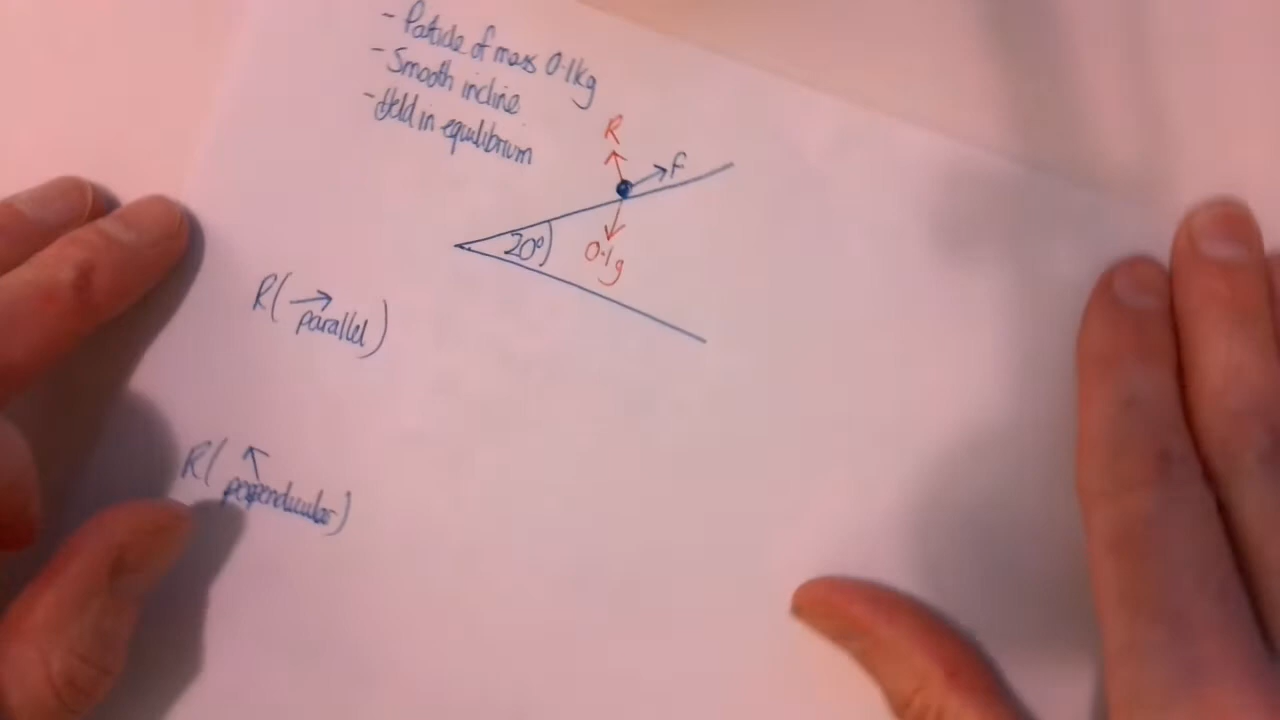 - Particle of mass 0.1kg
- Smooth incline
- Held in equilibrium
R
F
20°
0.1g
R(→ parallel)
R(↖ perpendicular)